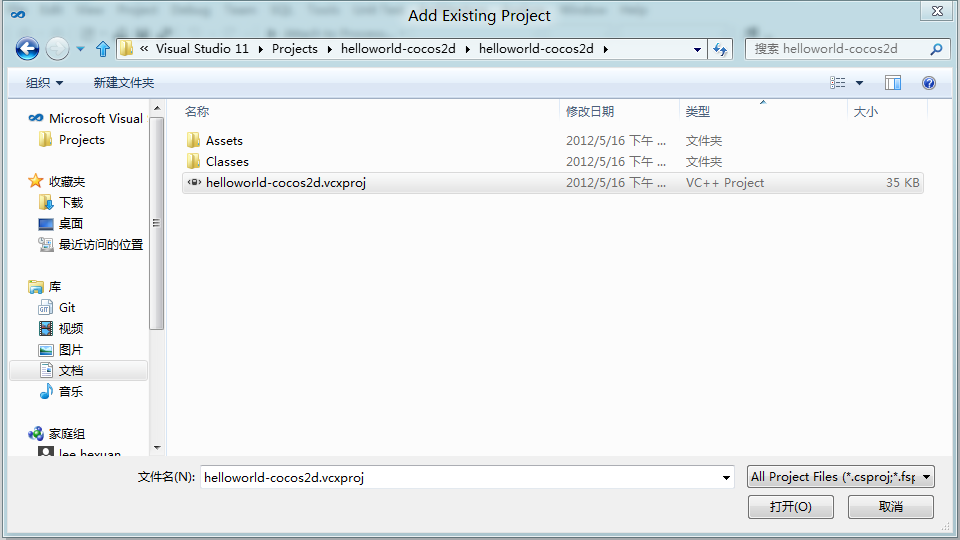 Add Existing Project
« Visual Studio 11 Projects helloworld-cocos2d helloworld-cocos2d
搜索 helloworld-cocos2d
组织 新建文件夹
Microsoft Visual
Projects
收藏夹
下载
桌面
最近访问的位置
库
Git
视频
图片
文档
音乐
家庭组
lee hexuan
名称 修改日期 类型 大小
Assets 2012/5/16 下午 ... 文件夹
Classes 2012/5/16 下午 ... 文件夹
helloworld-cocos2d.vcxproj 2012/5/16 下午 ... VC++ Project 35 KB
文件名(N): helloworld-cocos2d.vcxproj All Project Files (*.csproj;*.fsp
打开(O) 取消